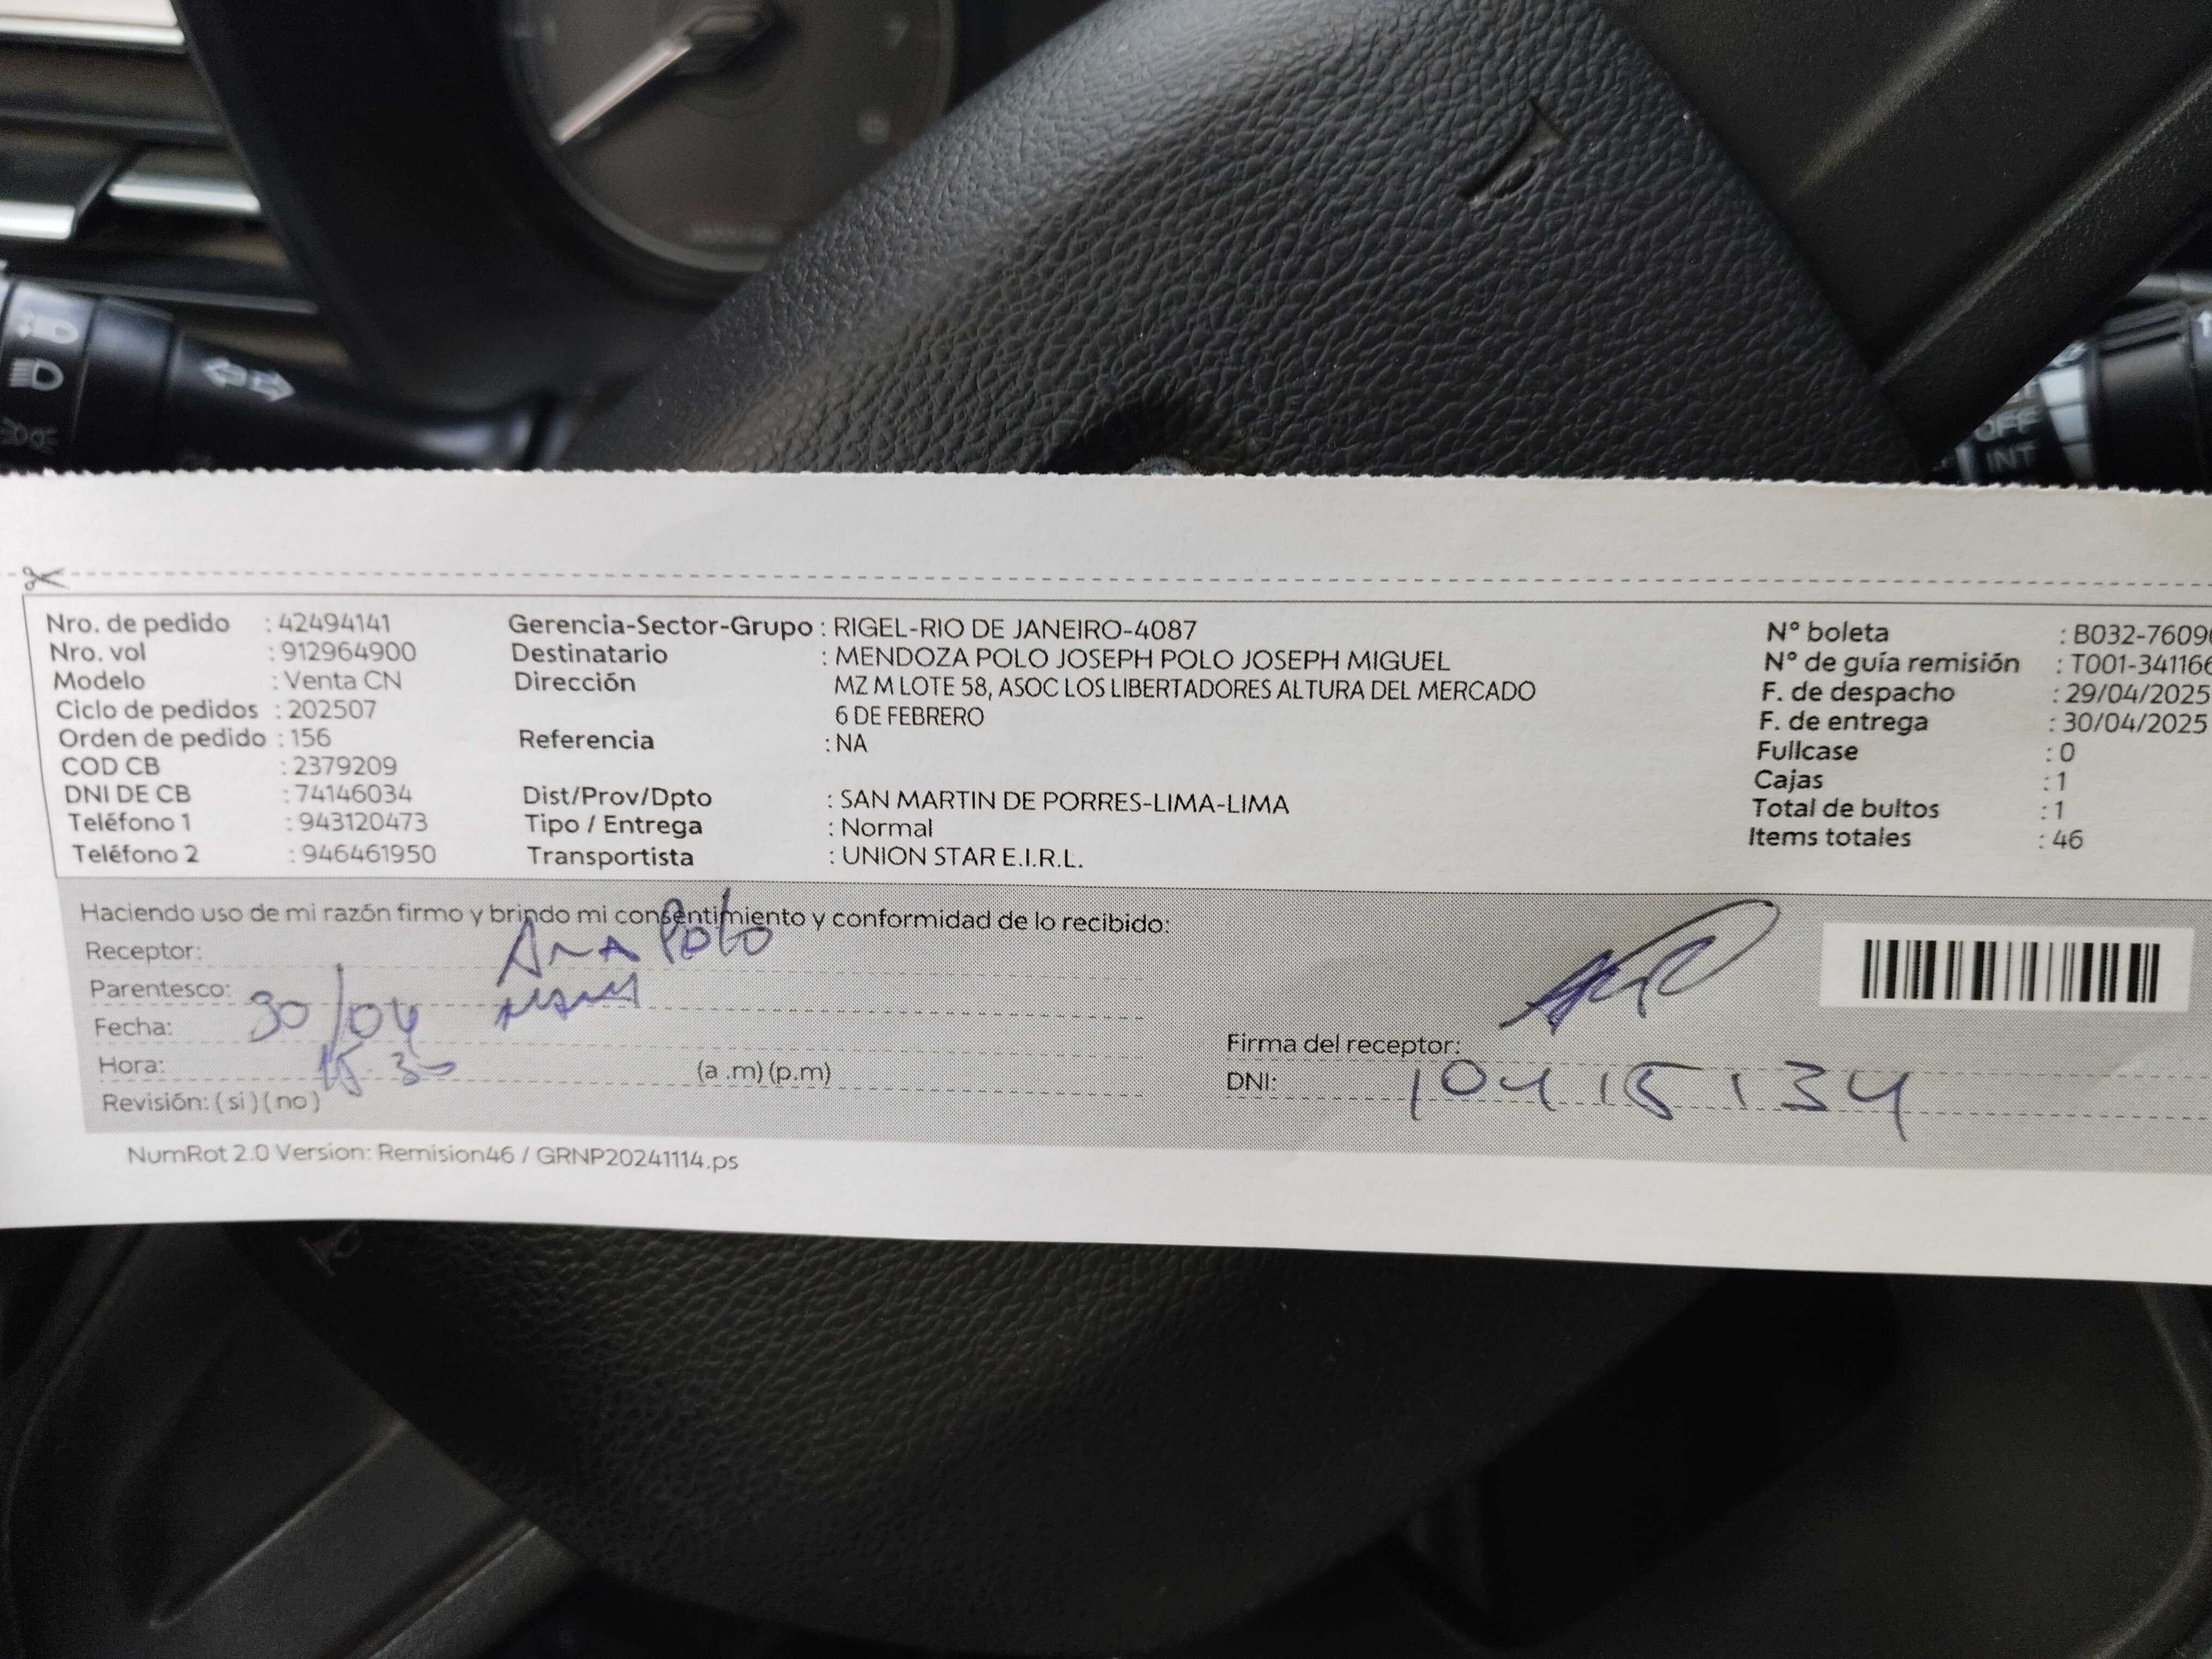 OFF
INT
Nro. de pedido : 42494141
Nro. vol : 912964900
Modelo : Venta CN
Ciclo de pedidos : 202507
Orden de pedido : 156
COD CB : 2379209
DNI DE CB : 74146034
Teléfono 1 : 943120473
Teléfono 2 : 946461950
Gerencia-Sector-Grupo : RIGEL-RIO DE JANEIRO-4087
Destinatario : MENDOZA POLO JOSEPH POLO JOSEPH MIGUEL
Dirección MZ M LOTE 58, ASOC LOS LIBERTADORES ALTURA DEL MERCADO
6 DE FEBRERO
Referencia : NA
Dist/Prov/Dpto : SAN MARTIN DE PORRES-LIMA-LIMA
Tipo / Entrega : Normal
Transportista : UNION STAR E.I.R.L.
N° boleta : B032-7609
N° de guía remisión : T001-341166
F. de despacho : 29/04/2025
F. de entrega : 30/04/2025
Fullcase : 0
Cajas : 1
Total de bultos : 1
Items totales : 46
Haciendo uso de mi razón firmo y brindo mi consentimiento y conformidad de lo recibido:
Receptor: Ana Polo
Parentesco:
Fecha: 30/04
Hora: 15.30 (a .m) (p.m)
Revisión: ( si ) ( no )
Firma del receptor:
DNI: 10415134
NumRot 2.0 Version: Remision46 / GRNP20241114.ps